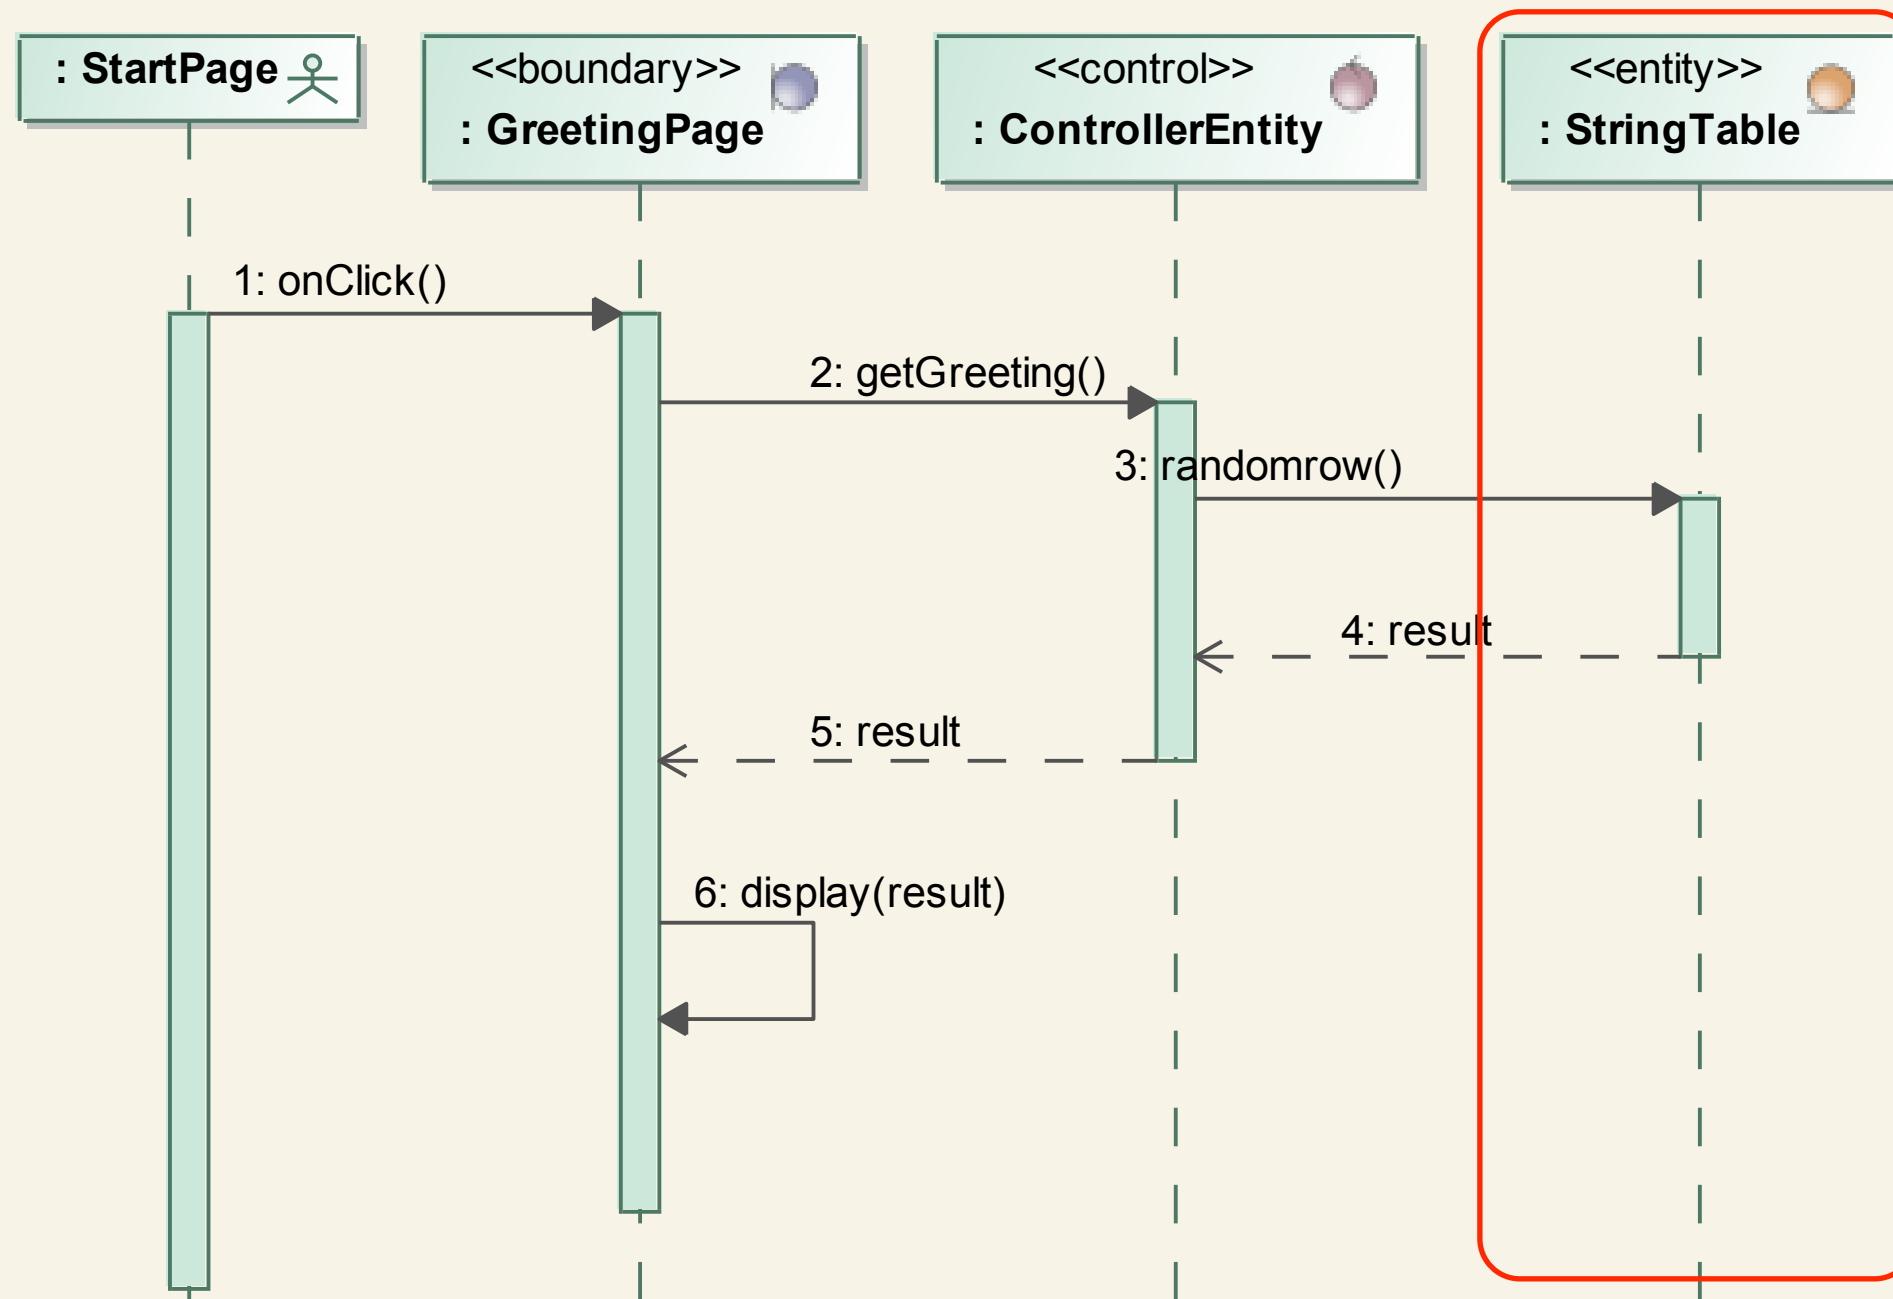 : StartPage
<<boundary>>
: GreetingPage
<<control>>
: ControllerEntity
<<entity>>
: StringTable
1: onClick()
2: getGreeting()
3: randomrow()
4: result
5: result
6: display(result)